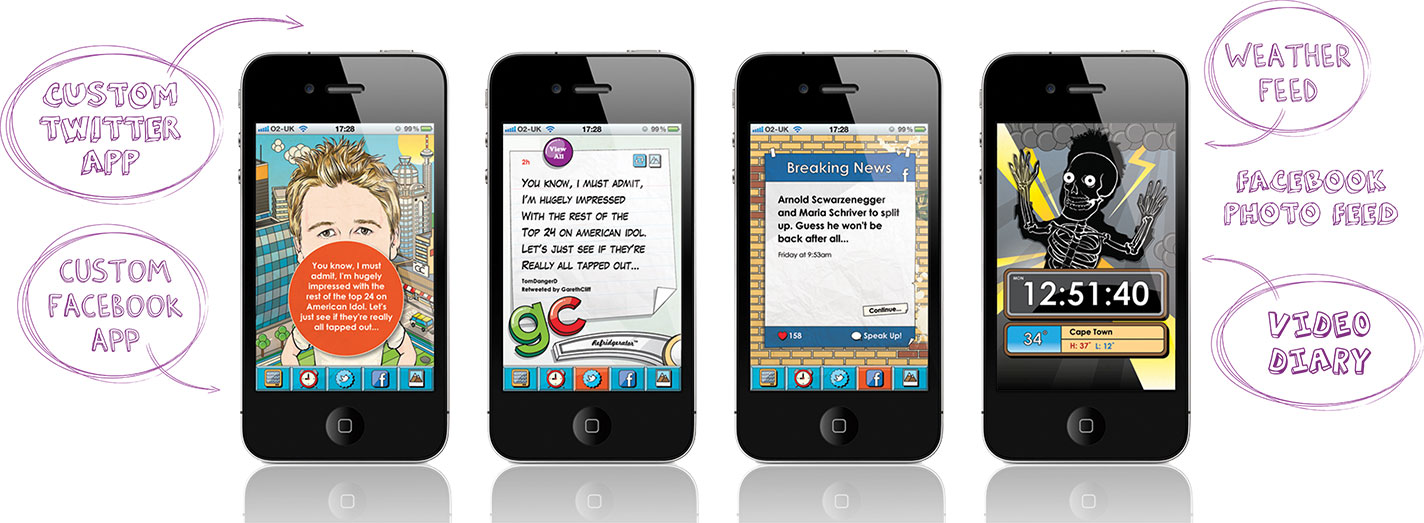 CUSTOM
TWITTER
APP
CUSTOM
FACEBOOK
APP
O2-UK 17:28 99%
You know, I must
admit, I'm hugely
impressed with the
rest of the top 24 on
American Idol. Let's
just see if they're really
all tapped out...
O2-UK 17:28 99%
View
All
2h
YOU KNOW, I MUST ADMIT,
I'M HUGELY IMPRESSED
WITH THE REST OF THE
TOP 24 ON AMERICAN IDOL.
LET'S JUST SEE IF THEY'RE
REALLY ALL TAPPED OUT...
TomDangerD
Retweeted by GarethCliff
gc
Refridgerator™
O2-UK 17:28 99%
Breaking News
f
Arnold Scwarzenegger
and Maria Schriver to split
up. Guess he won't be
back after all...
Friday at 9:53am
Continue...
158 Speak Up!
MON
12:51:40
34° Cape Town
H: 37° L: 12°
WEATHER
FEED
FACEBOOK
PHOTO FEED
VIDEO
DIARY